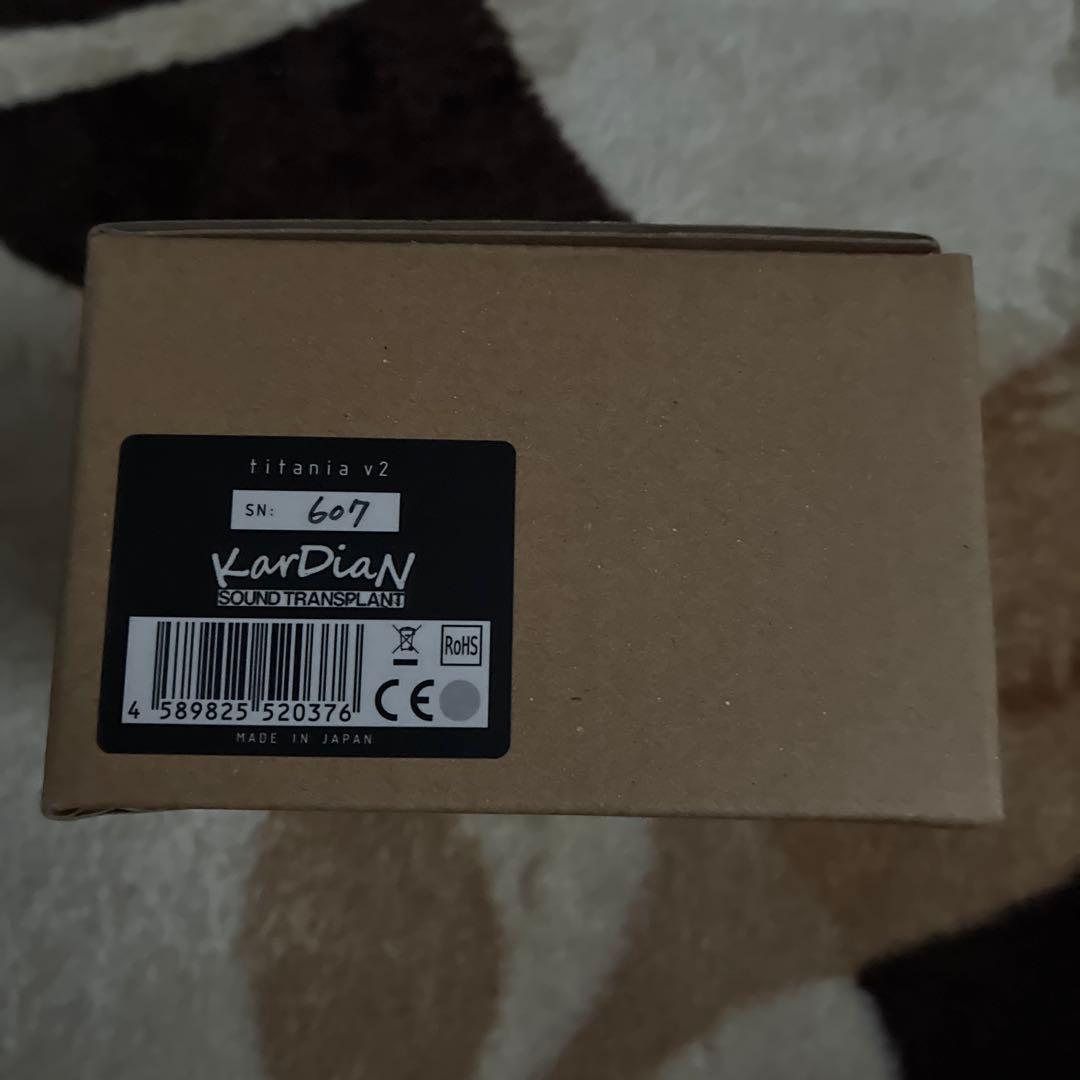 titania v2
SN: 607
KarDiaN
SOUND TRANSPLANT
RoHS
CE
4 589825 520376
MADE IN JAPAN